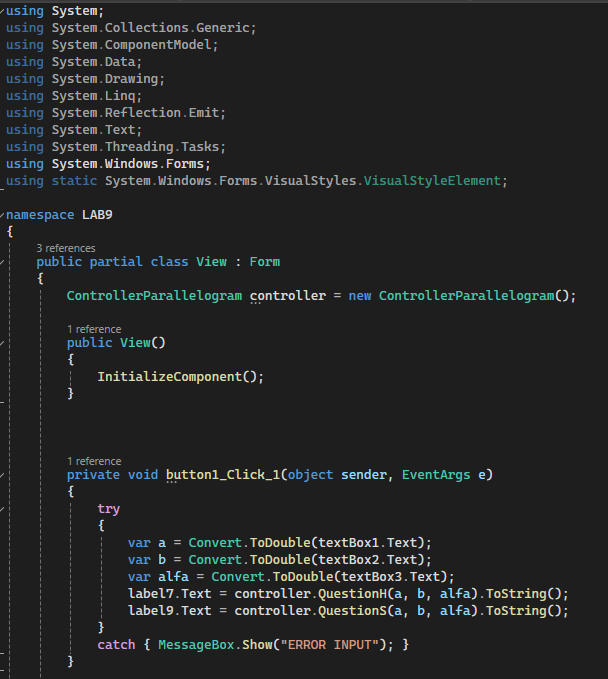 using System;
using System.Collections.Generic;
using System.ComponentModel;
using System.Data;
using System.Drawing;
using System.Linq;
using System.Reflection.Emit;
using System.Text;
using System.Threading.Tasks;
using System.Windows.Forms;
using static System.Windows.Forms.VisualStyles.VisualStyleElement;
namespace LAB9
{
3 references
public partial class View : Form
{
ControllerParallelogram controller = new ControllerParallelogram();
1 reference
public View()
{
InitializeComponent();
}
1 reference
private void button1_Click_1(object sender, EventArgs e)
{
try
{
var a = Convert.ToDouble(textBox1.Text);
var b = Convert.ToDouble(textBox2.Text);
var alfa = Convert.ToDouble(textBox3.Text);
label7.Text = controller.QuestionH(a, b, alfa).ToString();
label9.Text = controller.QuestionS(a, b, alfa).ToString();
}
catch { MessageBox.Show("ERROR INPUT"); }
}